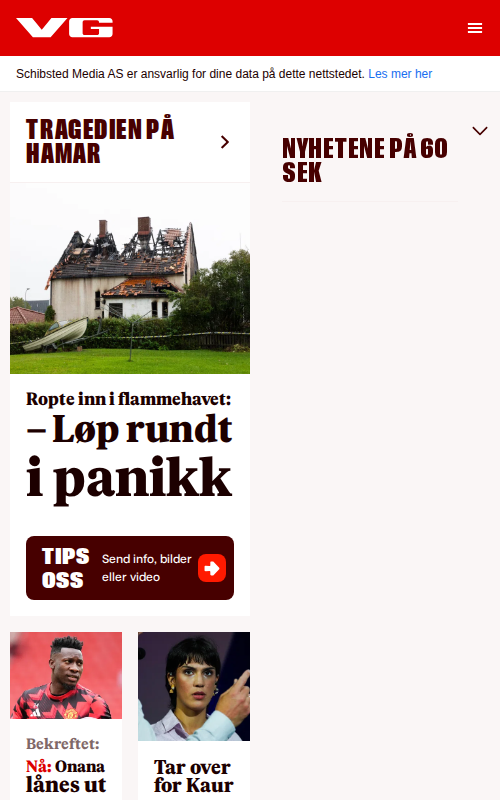 VG
Schibsted Media AS er ansvarlig for dine data på dette nettstedet. Les mer her
TRAGEDIEN PÅ
HAMAR
NYHETENE PÅ 60
SEK
Ropte inn i flammehavet:
– Løp rundt
i panikk
TIPS
OSS
Send info, bilder
eller video
Bekreftet:
Nå: Onana
lånes ut
Tar over
for Kaur